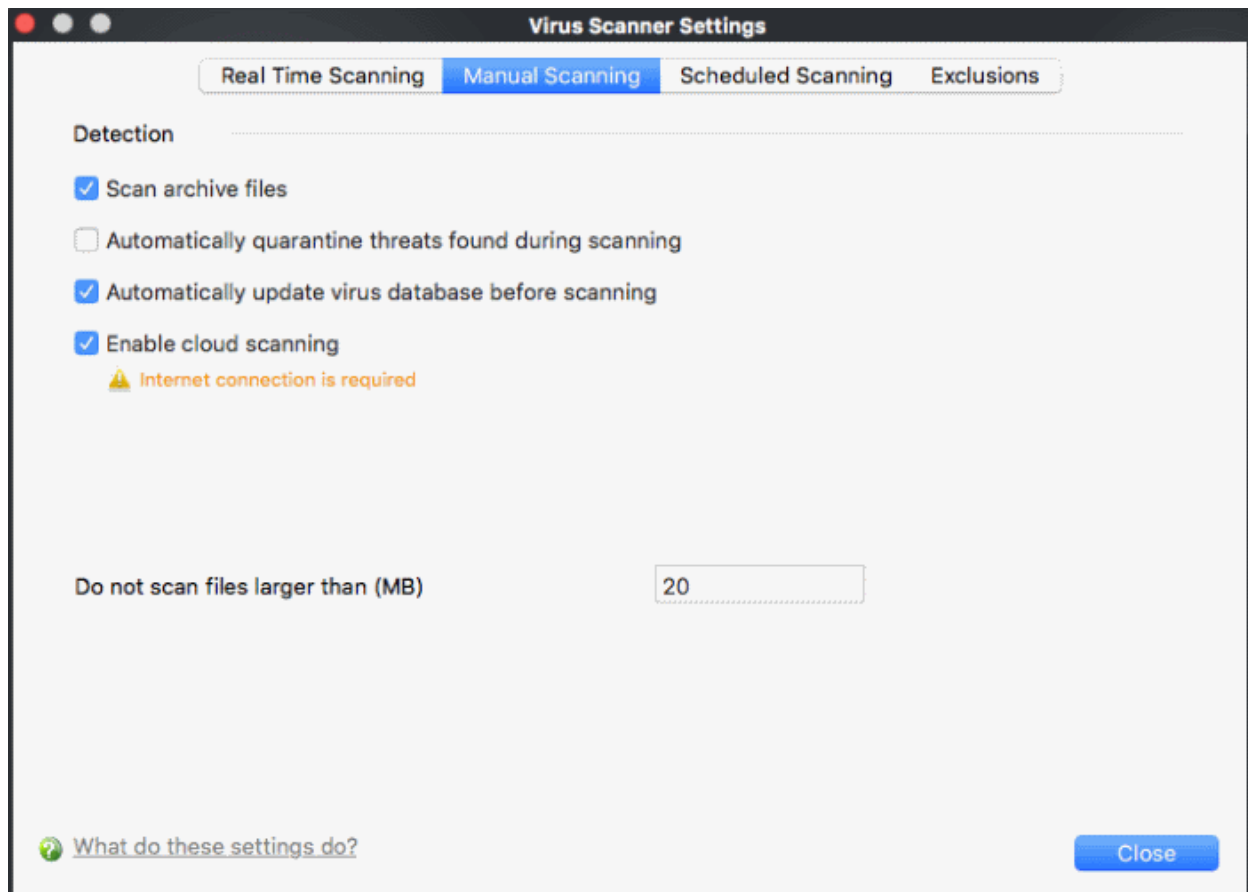 Virus Scanner Settings
Real Time Scanning Manual Scanning Scheduled Scanning Exclusions
Detection
Scan archive files
Automatically quarantine threats found during scanning
Automatically update virus database before scanning
Enable cloud scanning
Internet connection is required
Do not scan files larger than (MB) 20
What do these settings do? Close